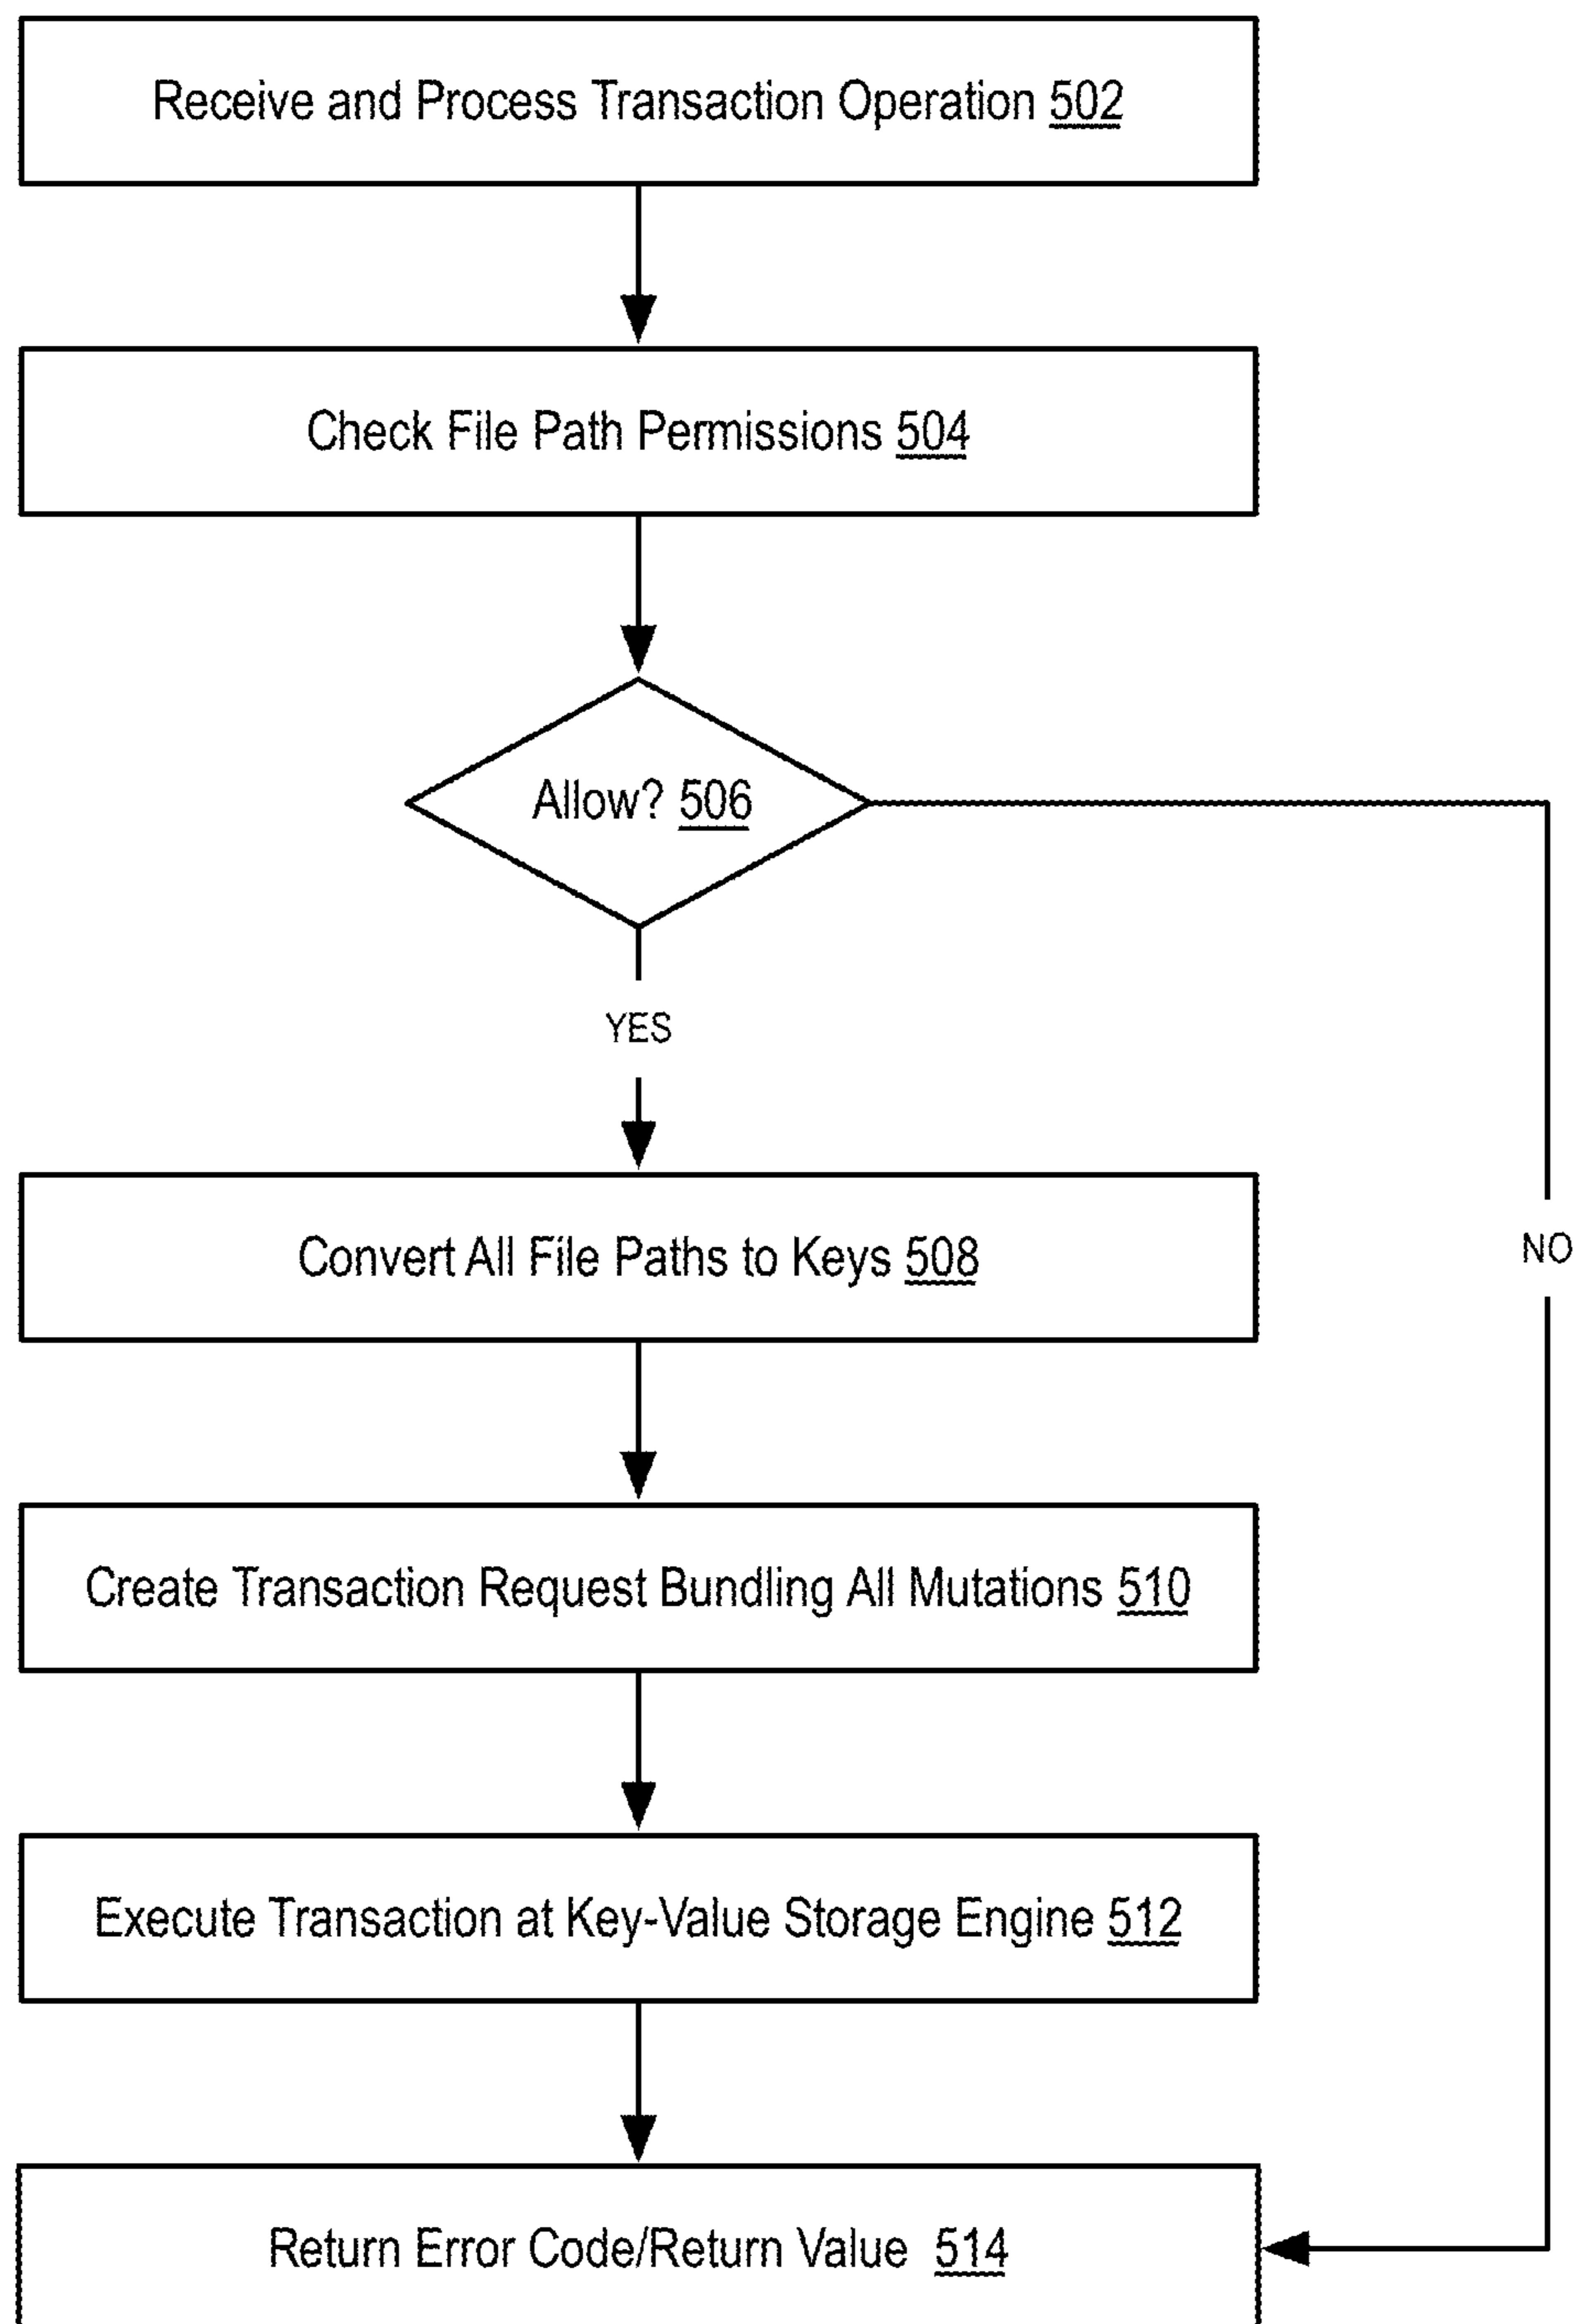 Receive and Process Transaction Operation 502
Check File Path Permissions 504
Allow? 506
YES
Convert All File Paths to Keys 508
NO
Create Transaction Request Bundling All Mutations 510
Execute Transaction at Key-Value Storage Engine 512
Return Error Code/Return Value 514